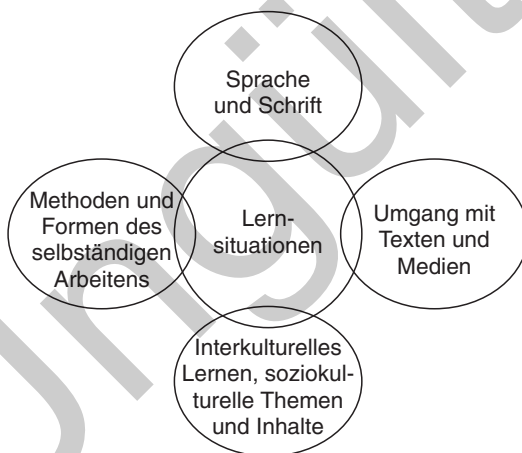 Sprache
und Schrift
Methoden und
Formen des
selbständigen
Arbeitens
Lern-
situationen
Umgang mit
Texten und
Medien
Interkulturelles
Lernen, soziokul-
turelle Themen
und Inhalte
Ungült